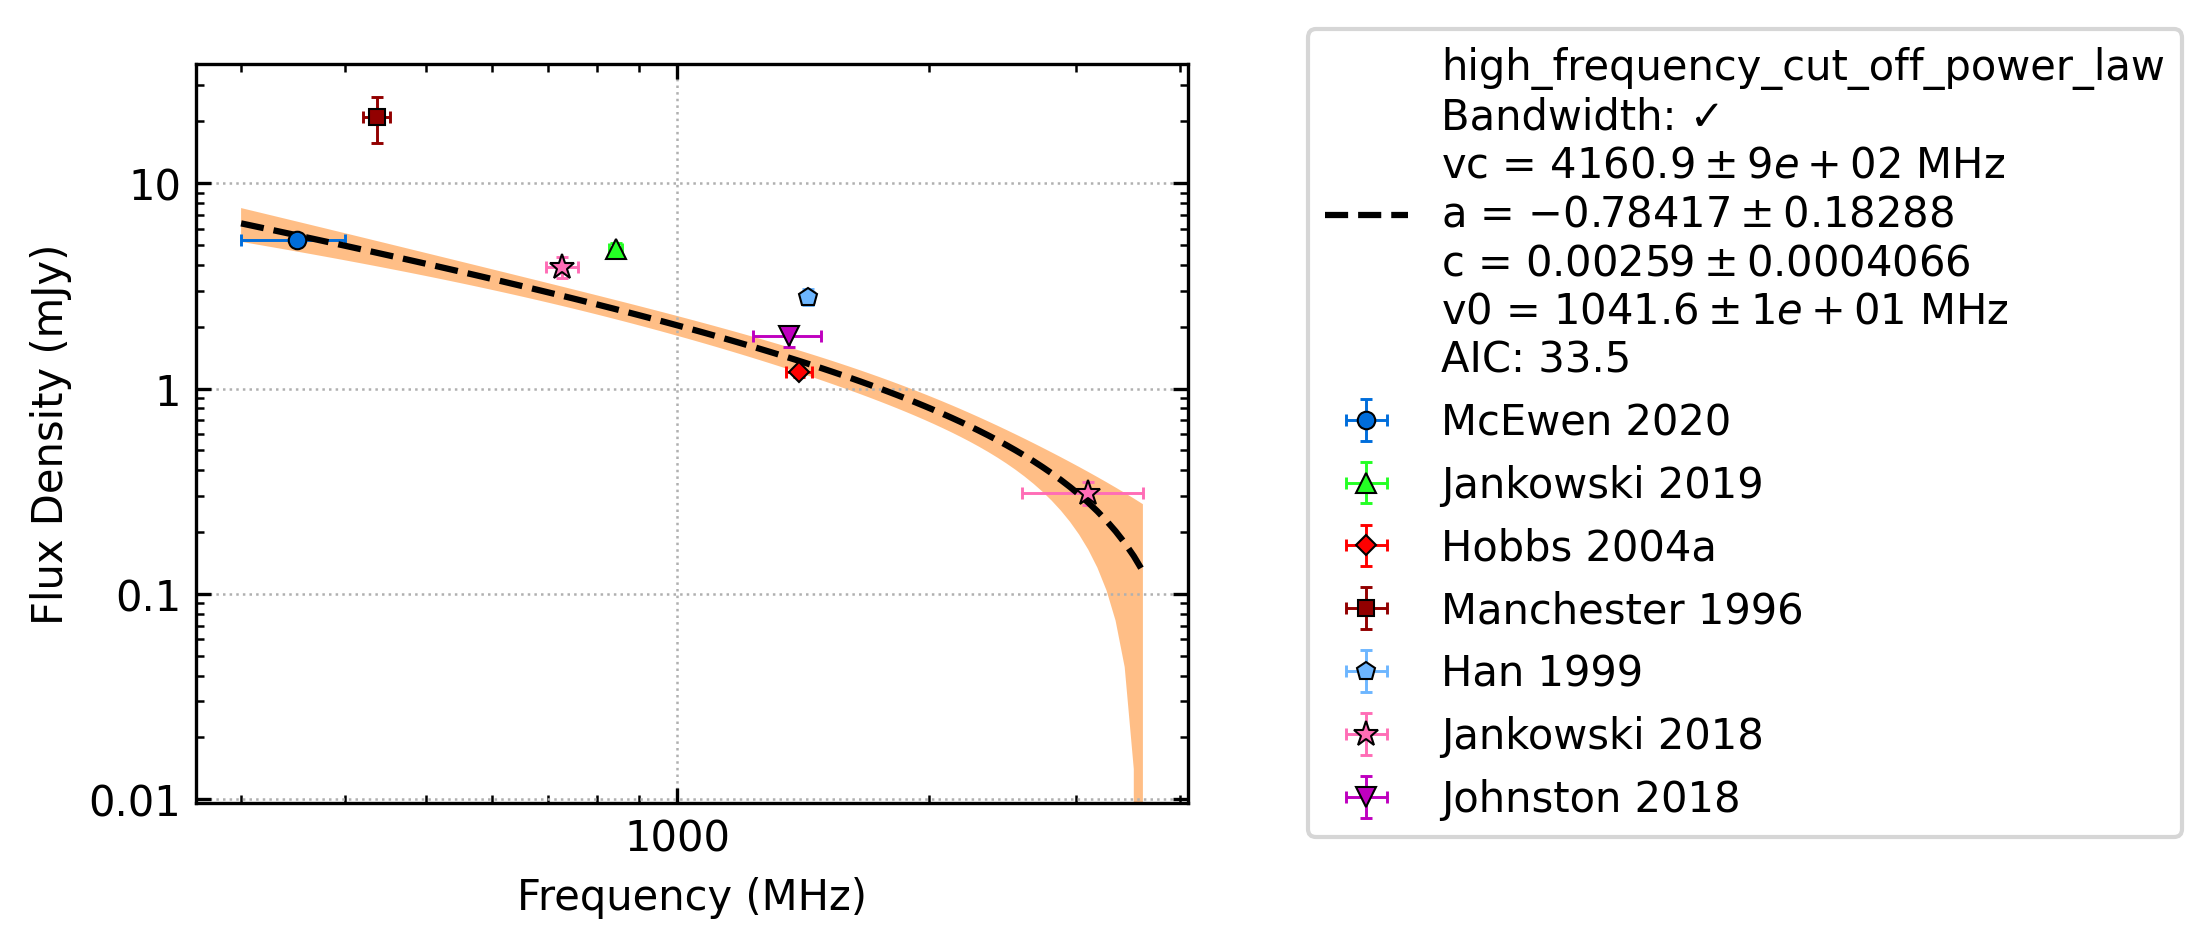 10
1
0.1
0.01
1000
Flux Density (mJy)
Frequency (MHz)
high_frequency_cut_off_power_law
Bandwidth: ✓
vc = 4160.9 ± 9e + 02 MHz
a = −0.78417 ± 0.18288
c = 0.00259 ± 0.0004066
v0 = 1041.6 ± 1e + 01 MHz
AIC: 33.5
McEwen 2020
Jankowski 2019
Hobbs 2004a
Manchester 1996
Han 1999
Jankowski 2018
Johnston 2018